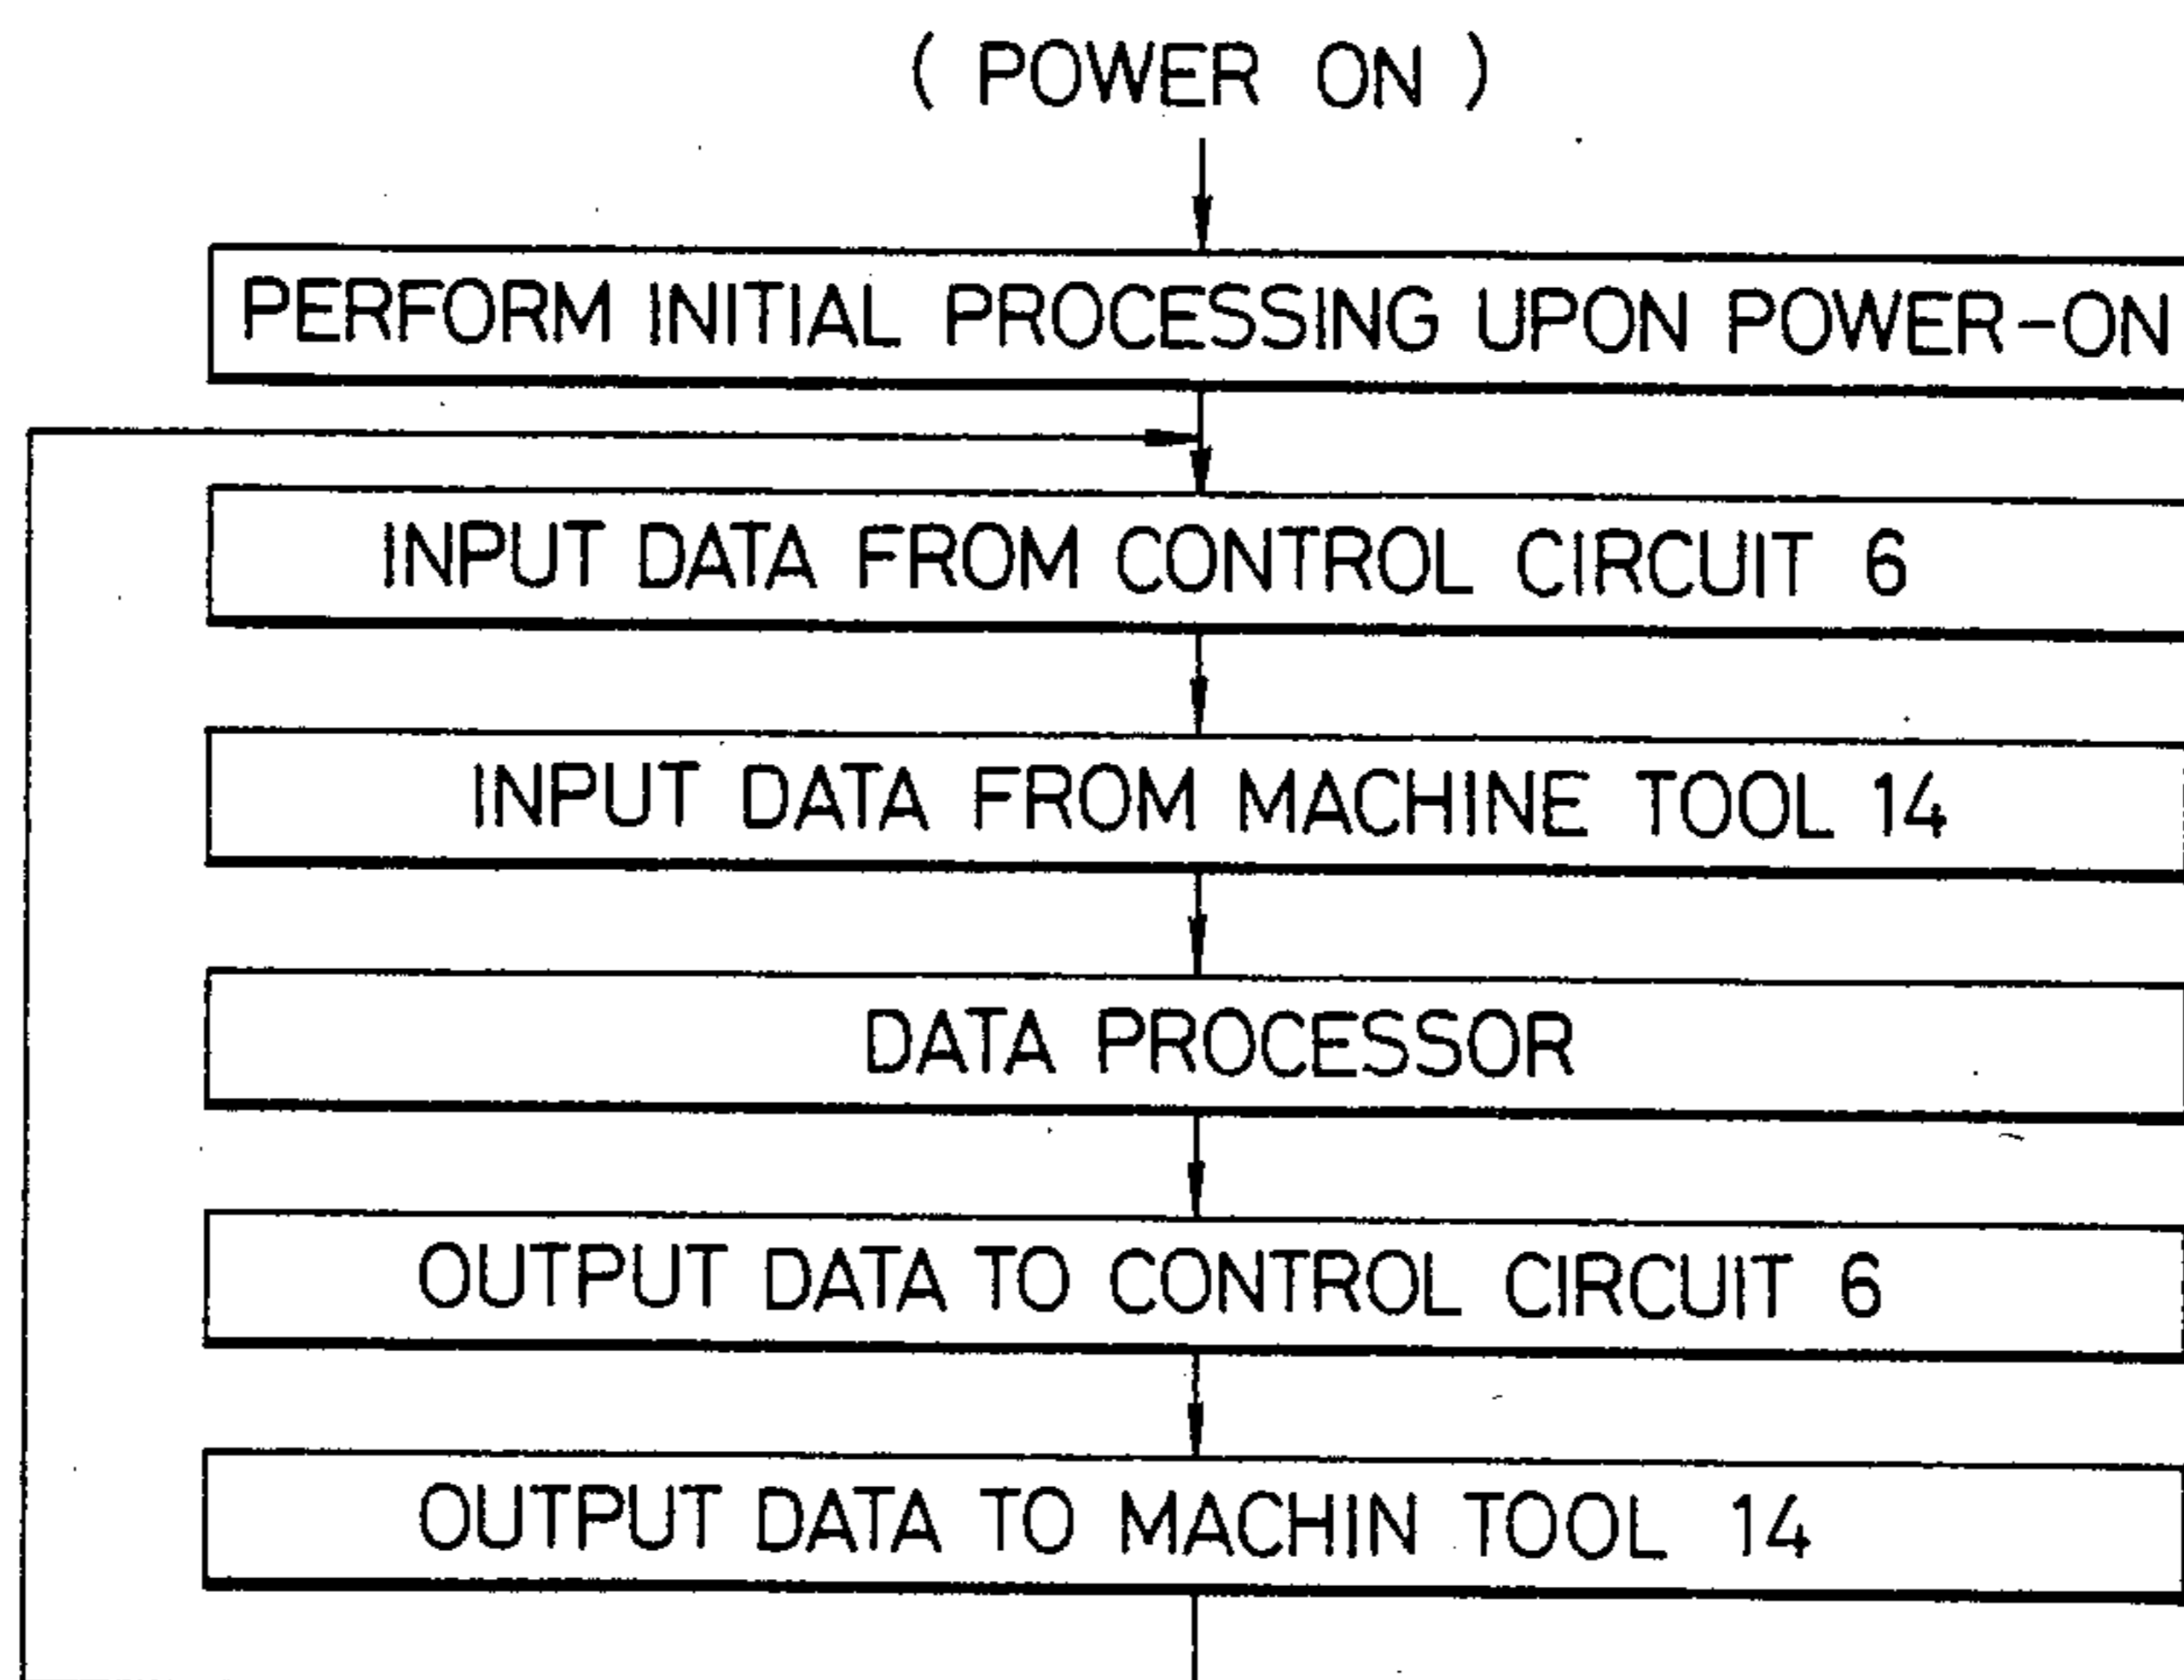 ( POWER ON )
PERFORM INITIAL PROCESSING UPON POWER-ON
INPUT DATA FROM CONTROL CIRCUIT 6
INPUT DATA FROM MACHINE TOOL 14
DATA PROCESSOR
OUTPUT DATA TO CONTROL CIRCUIT 6
OUTPUT DATA TO MACHIN TOOL 14